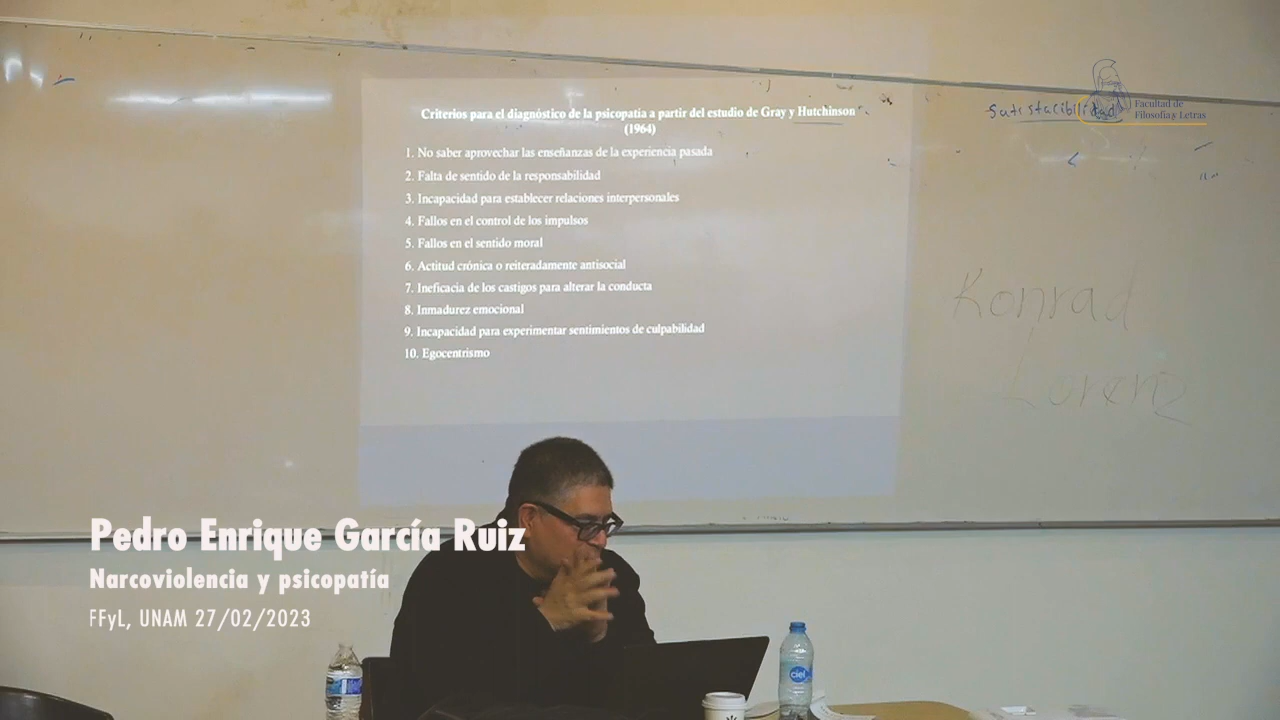 Criterios para el diagnóstico de la psicopatía a partir del estudio de Gray y Hutchinson
(1964)
1. No saber aprovechar las enseñanzas de la experiencia pasada
2. Falta de sentido de la responsabilidad
3. Incapacidad para establecer relaciones interpersonales
4. Fallos en el control de los impulsos
5. Fallos en el sentido moral
6. Actitud crónica o reiteradamente antisocial
7. Ineficacia de los castigos para alterar la conducta
8. Inmadurez emocional
9. Incapacidad para experimentar sentimientos de culpabilidad
10. Egocentrismo
Facultad de
Filosofía y Letras
Konrad
Lorenz
Pedro Enrique García Ruiz
Narcoviolencia y psicopatía
FFyL, UNAM 27/02/2023
ciel